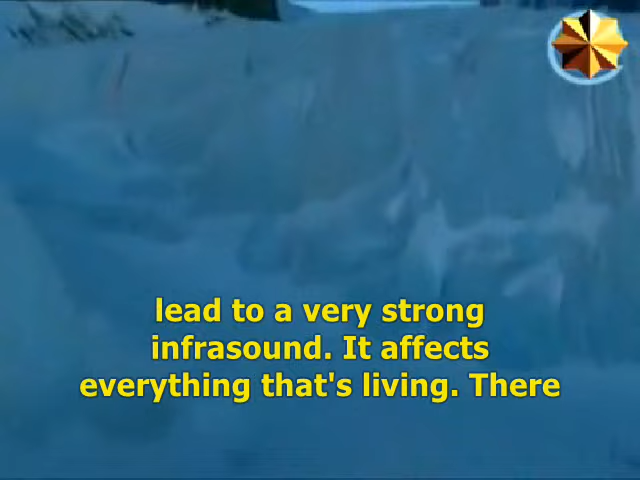 lead to a very strong
infrasound. It affects
everything that's living. There